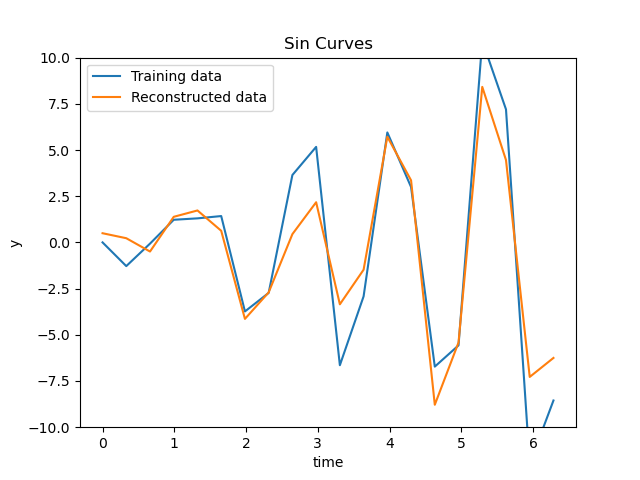 Sin Curves
Training data
Reconstructed data
10.0
7.5
5.0
2.5
0.0
−2.5
−5.0
−7.5
−10.0
y
0 1 2 3 4 5 6
time